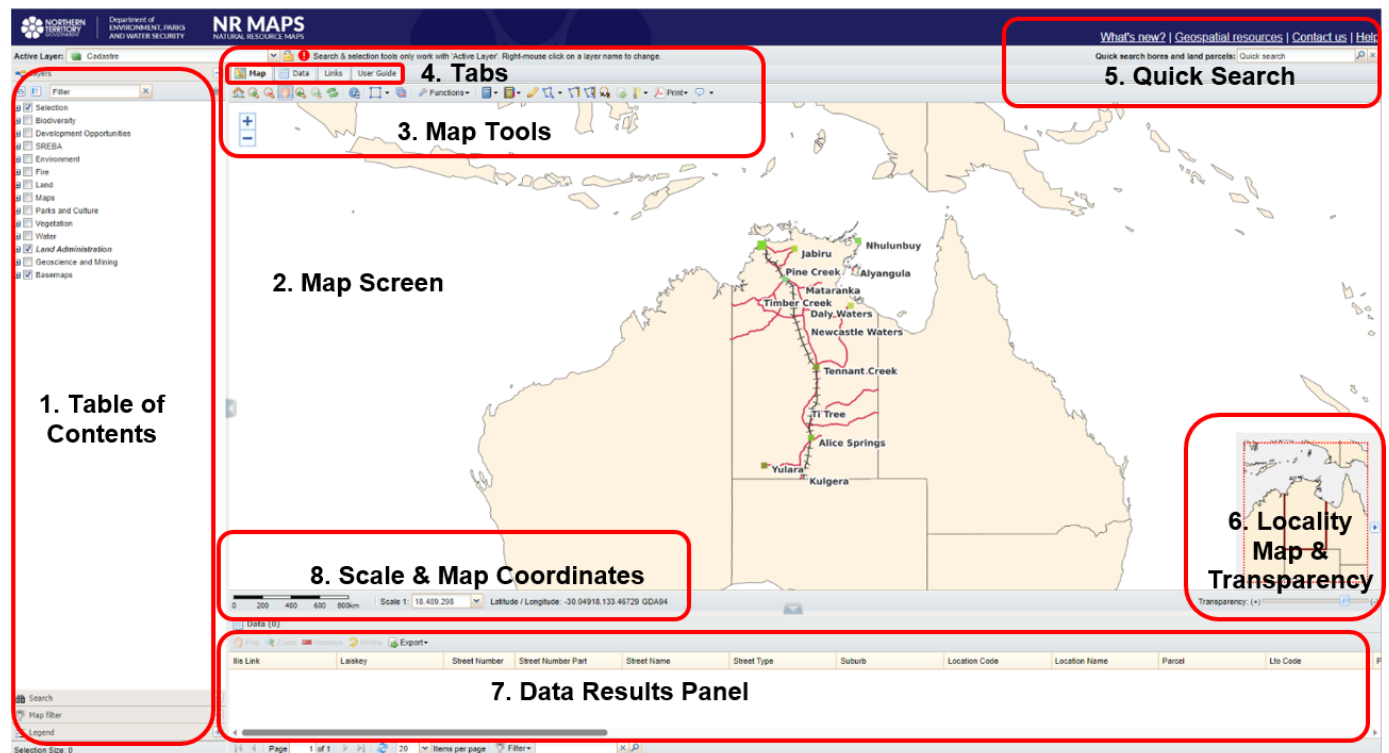 NORTHERN
TERRITORY
GOVERNMENT
Department of
ENVIRONMENT, PARKS
AND WATER SECURITY
NR MAPS
NATURAL RESOURCE MAPS
What's new? | Geospatial resources | Contact us | Help
Active Layer: Cadastre
Search & selection tools only work with 'Active Layer'. Right-mouse click on a layer name to change.
Quick search bores and land parcels: Quick search
Layers
Map Data Links User Guide
4. Tabs
5. Quick Search
Filter
Functions
Print
3. Map Tools
Selection
Biodiversity
Development Opportunities
SREBA
Environment
Fire
Land
Maps
Parks and Culture
Vegetation
Water
Land Administration
Geoscience and Mining
Basemaps
1. Table of
Contents
2. Map Screen
Nhulunbuy
Jabiru
Pine Creek
Alyangula
Mataranka
Timber Creek
Daly Waters
Newcastle Waters
Tennant Creek
Ti Tree
Alice Springs
Yulara
Kulgera
6. Locality
Map &
Transparency
Transparency: (+) (-)
8. Scale & Map Coordinates
0 200 400 600 800km
Scale 1: 18,489,298
Latitude / Longitude: -30.04918,133.46729 GDA94
Data (0)
Pan Zoom Remove Refine Export
Ilis Link Laiskey Street Number Street Number Part Street Name Street Type Suburb Location Code Location Name Parcel Lto Code P
7. Data Results Panel
Search
Map filter
Legend
Selection Size: 0
Page 1 of 1 20 Items per page Filter